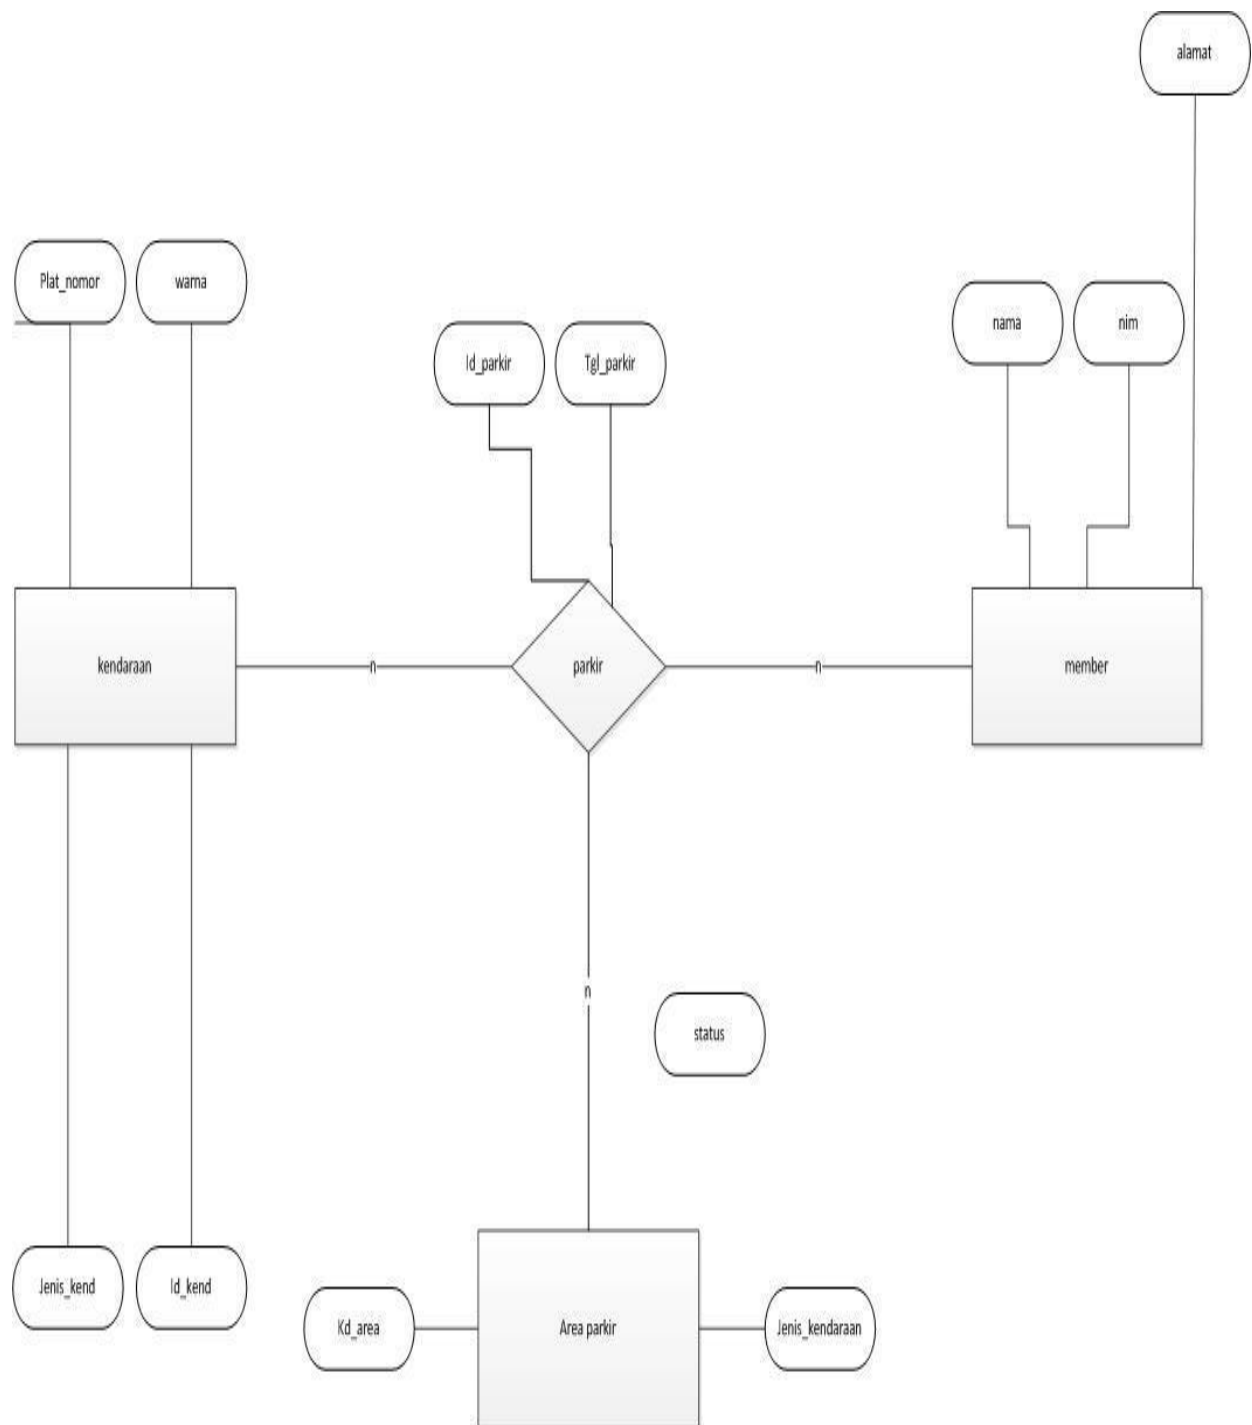 alamat
Plat_nomor
warna
nama
nim
Id_parkir
Tgl_parkir
kendaraan
n
parkir
n
member
n
status
Jenis_kend
Id_kend
Kd_area
Area parkir
Jenis_kendaraan